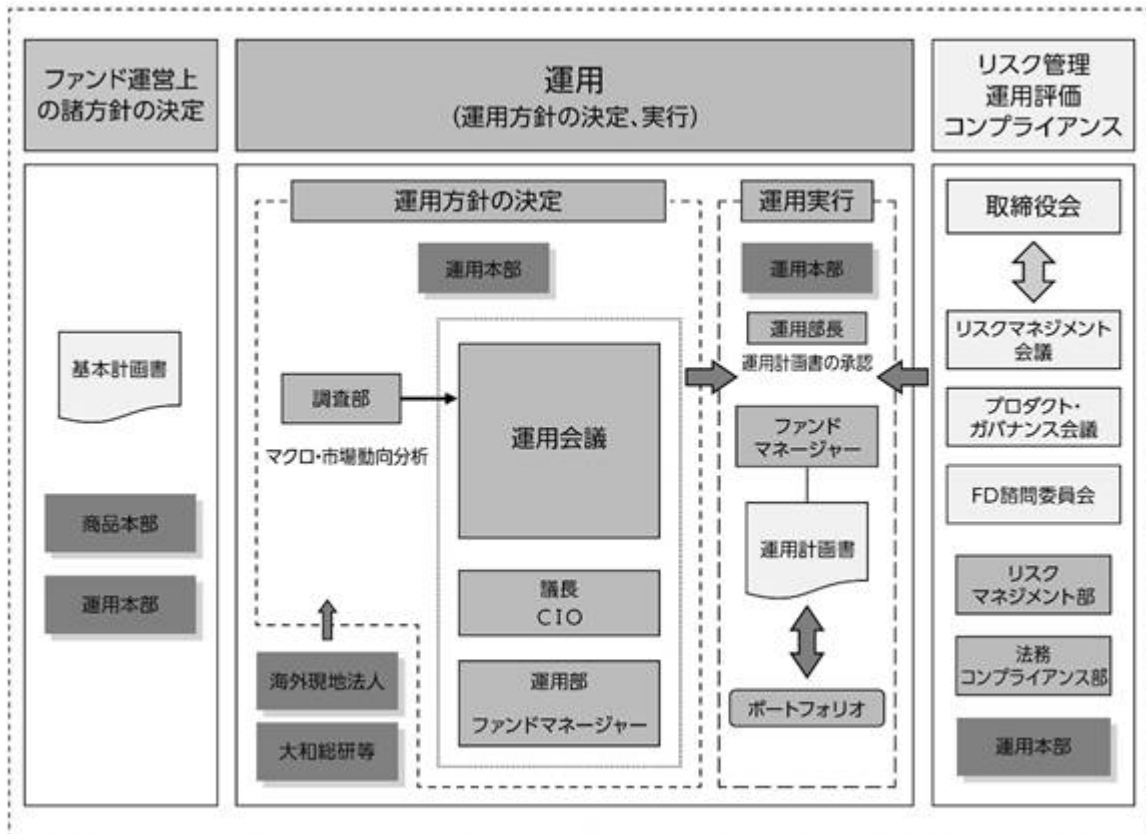 ファンド運営上
の諸方針の決定
運用
(運用方針の決定、実行)
リスク管理
運用評価
コンプライアンス
基本計画書
商品本部
運用本部
運用方針の決定
運用本部
調査部
マクロ・市場動向分析
運用会議
議長
CIO
運用部
ファンドマネージャー
海外現地法人
大和総研等
運用実行
運用本部
運用部長
運用計画書の承認
ファンド
マネージャー
運用計画書
ポートフォリオ
取締役会
リスクマネジメント
会議
プロダクト・
ガバナンス会議
FD諮問委員会
リスク
マネジメント部
法務
コンプライアンス部
運用本部